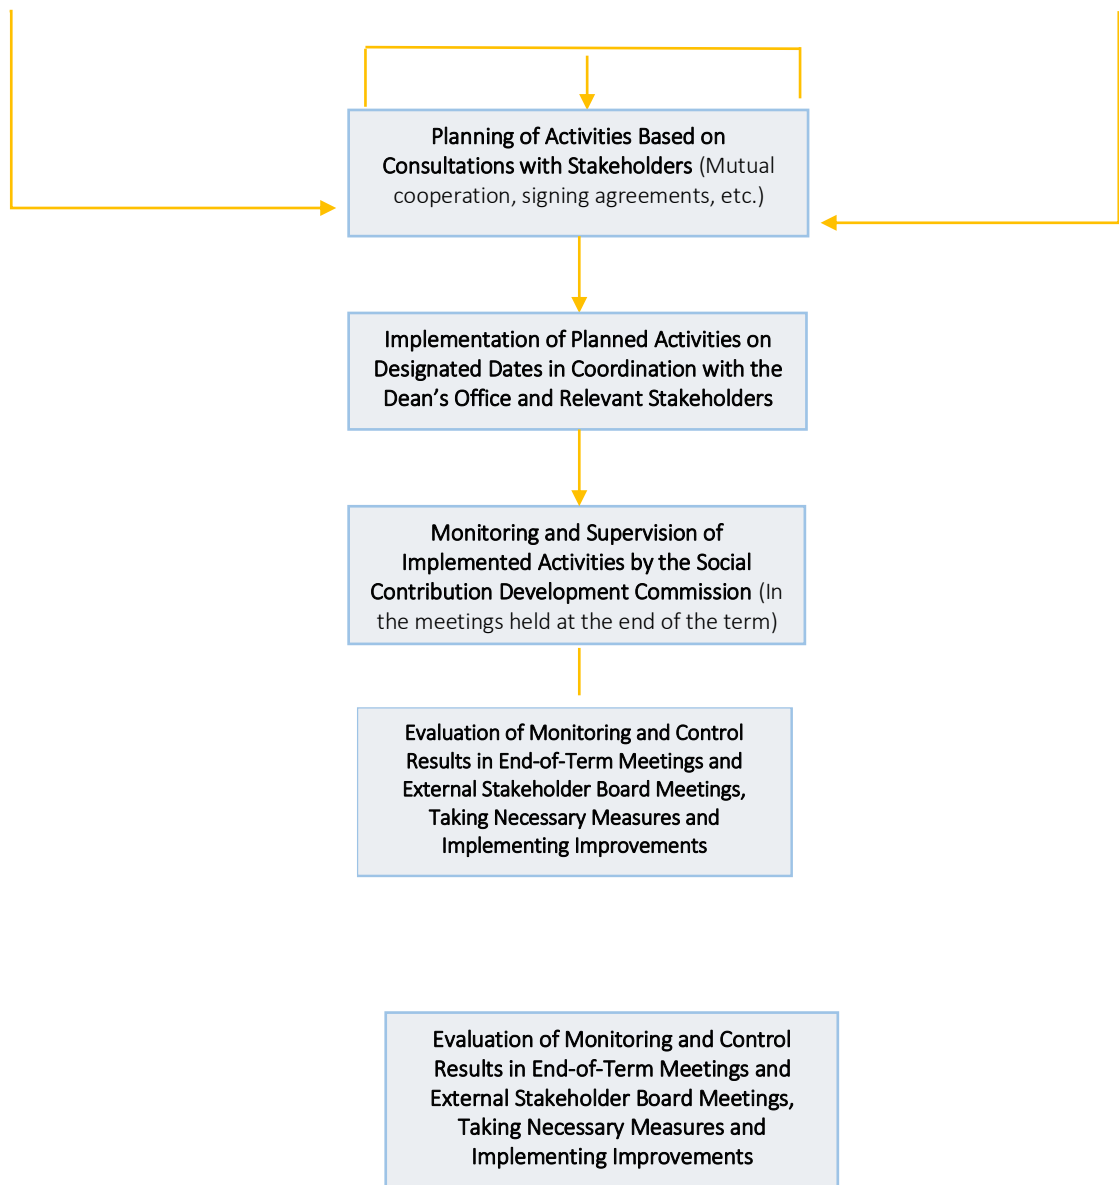 Planning of Activities Based on
Consultations with Stakeholders (Mutual
cooperation, signing agreements, etc.)
Implementation of Planned Activities on
Designated Dates in Coordination with the
Dean’s Office and Relevant Stakeholders
Monitoring and Supervision of
Implemented Activities by the Social
Contribution Development Commission (In
the meetings held at the end of the term)
Evaluation of Monitoring and Control
Results in End-of-Term Meetings and
External Stakeholder Board Meetings,
Taking Necessary Measures and
Implementing Improvements
Evaluation of Monitoring and Control
Results in End-of-Term Meetings and
External Stakeholder Board Meetings,
Taking Necessary Measures and
Implementing Improvements